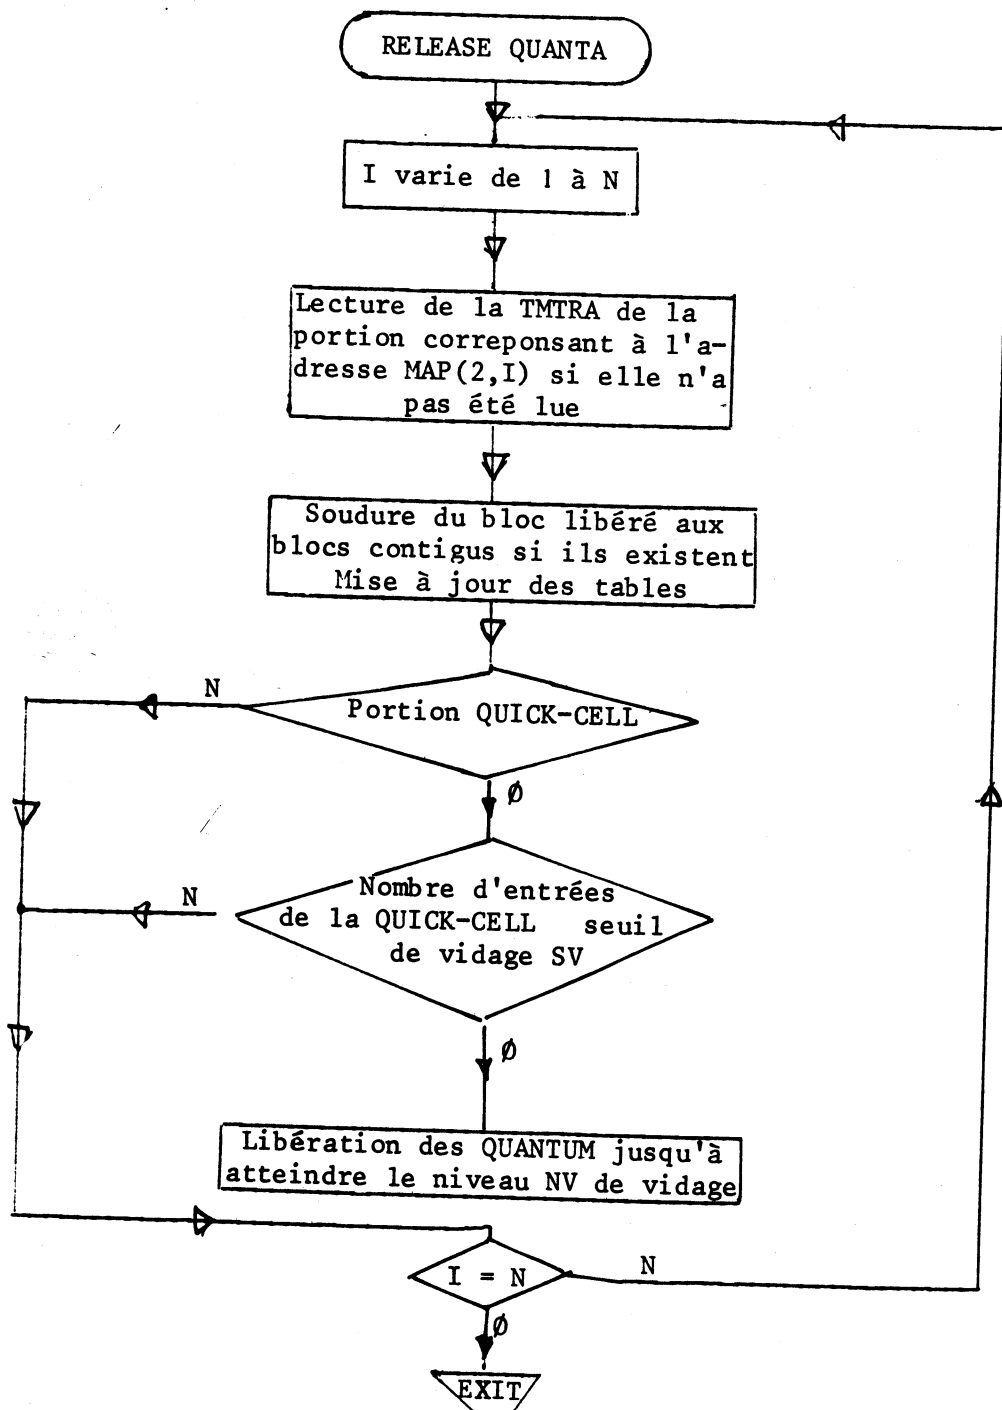 RELEASE QUANTA
I varie de 1 à N
Lecture de la TMTRA de la
portion correponsant à l'a-
dresse MAP(2,I) si elle n'a
pas été lue
Soudure du bloc libéré aux
blocs contigus si ils existent
Mise à jour des tables
N
Portion QUICK-CELL
Ø
N
Nombre d'entrées
de la QUICK-CELL seuil
de vidage SV
Ø
Libération des QUANTUM jusqu'à
atteindre le niveau NV de vidage
I = N
N
Ø
EXIT